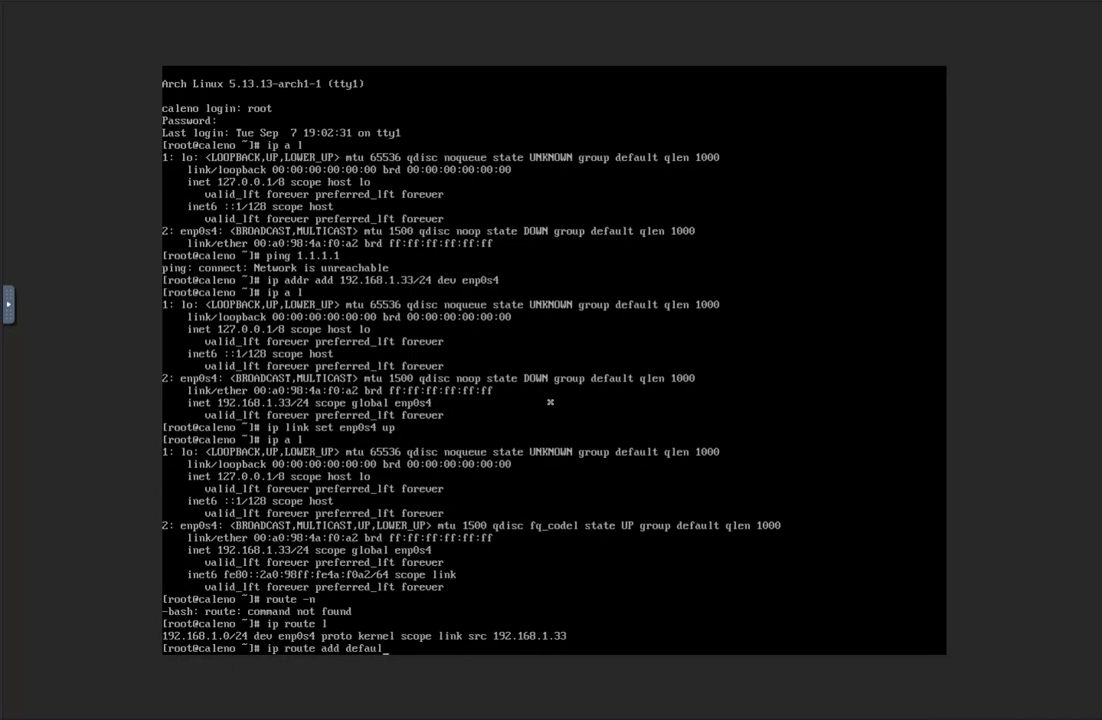 Arch Linux 5.13.13-arch1-1 (tty1)
caleno login: root
Password:
Last login: Tue Sep  7 19:02:31 on tty1
[root@caleno ~]# ip a l
1: lo: <LOOPBACK,UP,LOWER_UP> mtu 65536 qdisc noqueue state UNKNOWN group default qlen 1000
    link/loopback 00:00:00:00:00:00 brd 00:00:00:00:00:00
    inet 127.0.0.1/8 scope host lo
       valid_lft forever preferred_lft forever
    inet6 ::1/128 scope host
       valid_lft forever preferred_lft forever
2: enp0s4: <BROADCAST,MULTICAST> mtu 1500 qdisc noop state DOWN group default qlen 1000
    link/ether 00:a0:98:4a:f0:a2 brd ff:ff:ff:ff:ff:ff
[root@caleno ~]# ping 1.1.1.1
ping: connect: Network is unreachable
[root@caleno ~]# ip addr add 192.168.1.33/24 dev enp0s4
[root@caleno ~]# ip a l
1: lo: <LOOPBACK,UP,LOWER_UP> mtu 65536 qdisc noqueue state UNKNOWN group default qlen 1000
    link/loopback 00:00:00:00:00:00 brd 00:00:00:00:00:00
    inet 127.0.0.1/8 scope host lo
       valid_lft forever preferred_lft forever
    inet6 ::1/128 scope host
       valid_lft forever preferred_lft forever
2: enp0s4: <BROADCAST,MULTICAST> mtu 1500 qdisc noop state DOWN group default qlen 1000
    link/ether 00:a0:98:4a:f0:a2 brd ff:ff:ff:ff:ff:ff
    inet 192.168.1.33/24 scope global enp0s4
       valid_lft forever preferred_lft forever
[root@caleno ~]# ip link set enp0s4 up
[root@caleno ~]# ip a l
1: lo: <LOOPBACK,UP,LOWER_UP> mtu 65536 qdisc noqueue state UNKNOWN group default qlen 1000
    link/loopback 00:00:00:00:00:00 brd 00:00:00:00:00:00
    inet 127.0.0.1/8 scope host lo
       valid_lft forever preferred_lft forever
    inet6 ::1/128 scope host
       valid_lft forever preferred_lft forever
2: enp0s4: <BROADCAST,MULTICAST,UP,LOWER_UP> mtu 1500 qdisc fq_codel state UP group default qlen 1000
    link/ether 00:a0:98:4a:f0:a2 brd ff:ff:ff:ff:ff:ff
    inet 192.168.1.33/24 scope global enp0s4
       valid_lft forever preferred_lft forever
    inet6 fe80::2a0:98ff:fe4a:f0a2/64 scope link
       valid_lft forever preferred_lft forever
[root@caleno ~]# route -n
-bash: route: command not found
[root@caleno ~]# ip route l
192.168.1.0/24 dev enp0s4 proto kernel scope link src 192.168.1.33
[root@caleno ~]# ip route add defaul_